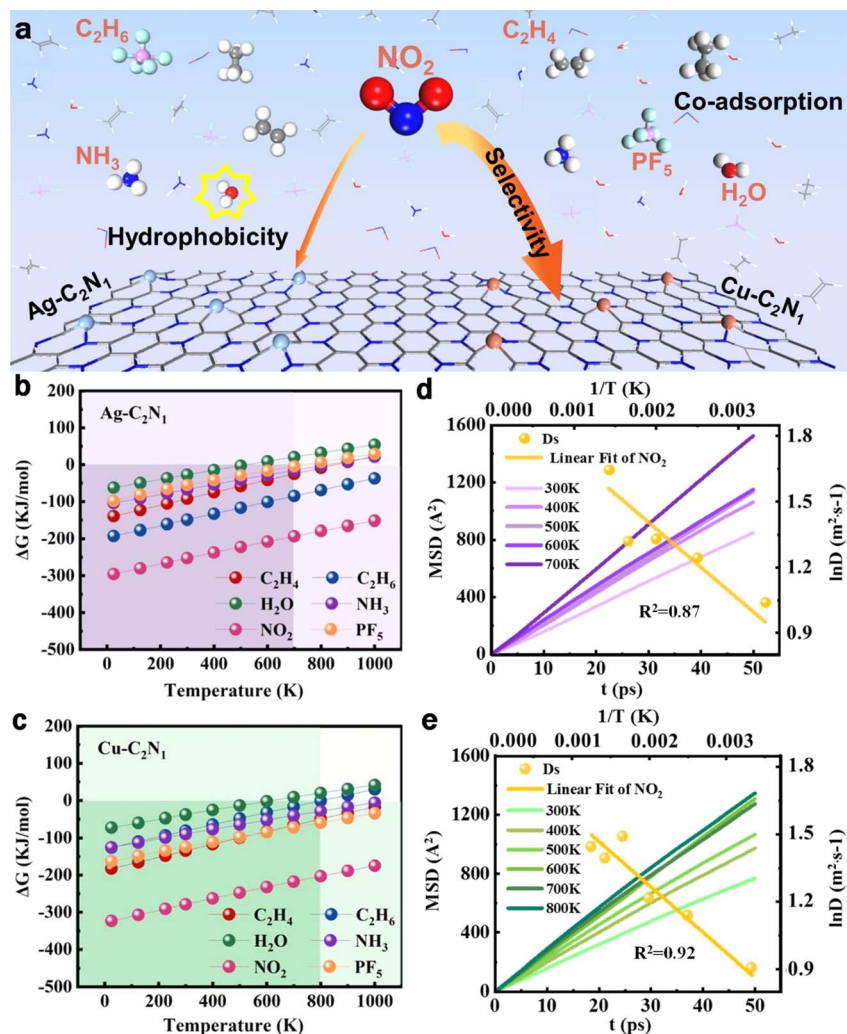 a
C₂H₆
C₂H₄
NO₂
Co-adsorption
NH₃
PF₅
Selectivity
H₂O
Hydrophobicity
Ag-C₂N₁
Cu-C₂N₁
b
200
100
0
-100
-200
-300
-400
-500
ΔG (KJ/mol)
Ag-C₂N₁
C₂H₄ C₂H₆
H₂O NH₃
NO₂ PF₅
0 200 400 600 800 1000
Temperature (K)
d
1/T (K)
0.000 0.001 0.002 0.003
1600
1200
800
400
0
MSD (A²)
Ds
Linear Fit of NO₂
300K
400K
500K
600K
700K
R²=0.87
1.8
1.5
1.2
0.9
lnD (m²·s-1)
0 10 20 30 40 50
t (ps)
c
200
100
0
-100
-200
-300
-400
-500
ΔG (KJ/mol)
Cu-C₂N₁
C₂H₄ C₂H₆
H₂O NH₃
NO₂ PF₅
0 200 400 600 800 1000
Temperature (K)
e
1/T (K)
0.000 0.001 0.002 0.003
1600
1200
800
400
0
MSD (A²)
Ds
Linear Fit of NO₂
300K
400K
500K
600K
700K
800K
R²=0.92
1.8
1.5
1.2
0.9
lnD (m²·s-1)
0 10 20 30 40 50
t (ps)